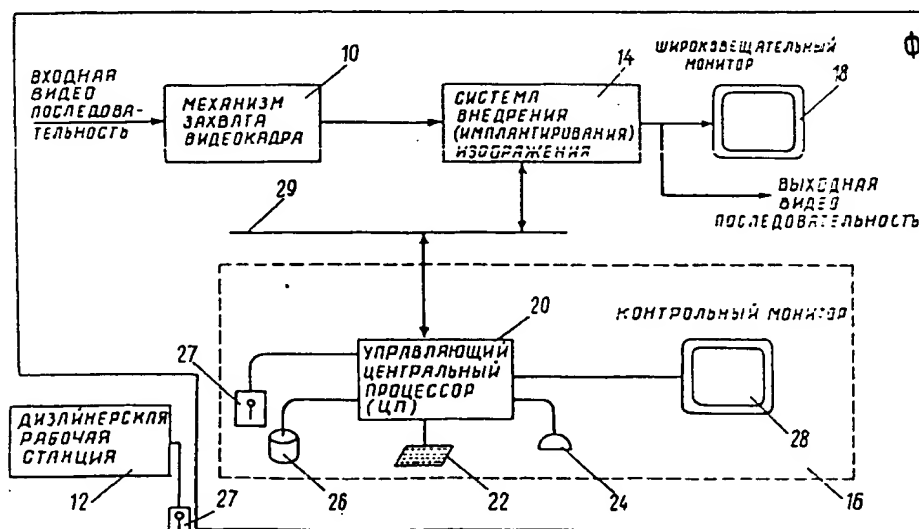 Ф
ВХОДНАЯ
ВИДЕО
ПОСЛЕДОВА-
ТЕЛЬНОСТЬ
10
МЕХАНИЗМ
ЗАХВАТА
ВИДЕОКАДРА
14
СИСТЕМА
ВНЕДРЕНИЯ
(ИМПЛАНТИРОВАНИЯ)
ИЗОБРАЖЕНИЯ
ШИРОКОВЕЩАТЕЛЬНЫЙ
МОНИТОР
18
ВЫХОДНАЯ
ВИДЕО
ПОСЛЕДОВАТЕЛЬНОСТЬ
29
20
УПРАВЛЯЮЩИЙ
ЦЕНТРАЛЬНЫЙ
ПРОЦЕССОР
(ЦП)
КОНТРОЛЬНЫЙ МОНИТОР
27
26
22
24
28
16
ДИЗАЙНЕРСКАЯ
РАБОЧАЯ
СТАНЦИЯ
12
27